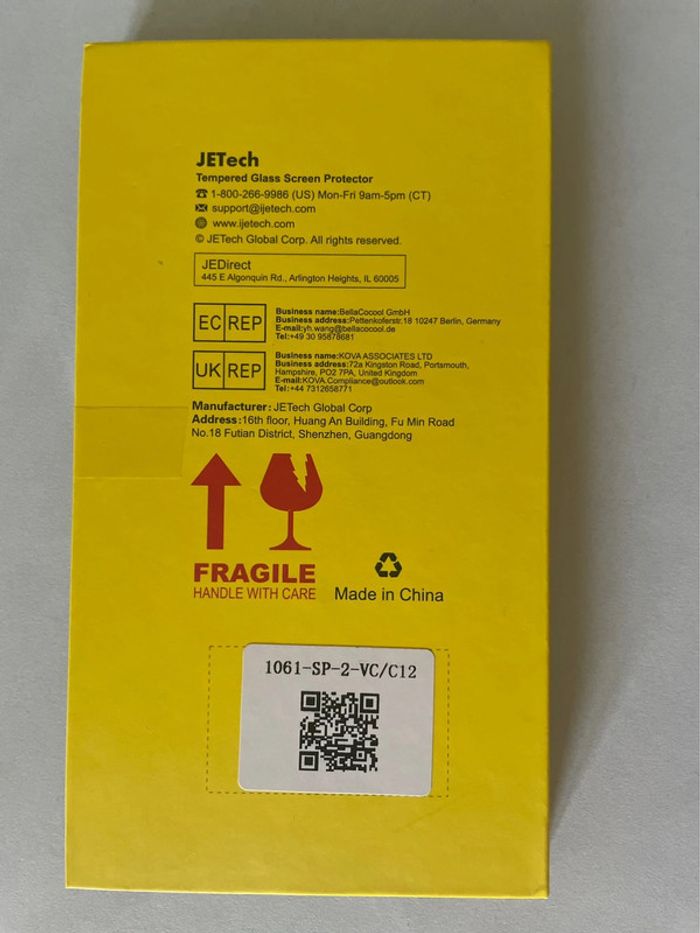 JETech
Tempered Glass Screen Protector
1-800-266-9986 (US) Mon-Fri 9am-5pm (CT)
support@ijetech.com
www.ijetech.com
© JETech Global Corp. All rights reserved.
JEDirect
445 E Algonquin Rd., Arlington Heights, IL 60005
EC REP
Business name:BellaCocool GmbH
Business address:Pettenkoferstr.18 10247 Berlin, Germany
E-mail:yh.wang@bellacocool.de
Tel:+49 30 95878681
UK REP
Business name:KOVA ASSOCIATES LTD
Business address:72a Kingston Road, Portsmouth,
Hampshire, PO2 7PA, United Kingdom
E-mail:KOVA.Compliance@outlook.com
Tel:+44 7312658771
Manufacturer: JETech Global Corp
Address:16th floor, Huang An Building, Fu Min Road
No.18 Futian District, Shenzhen, Guangdong
FRAGILE
HANDLE WITH CARE
Made in China
1061-SP-2-VC/C12